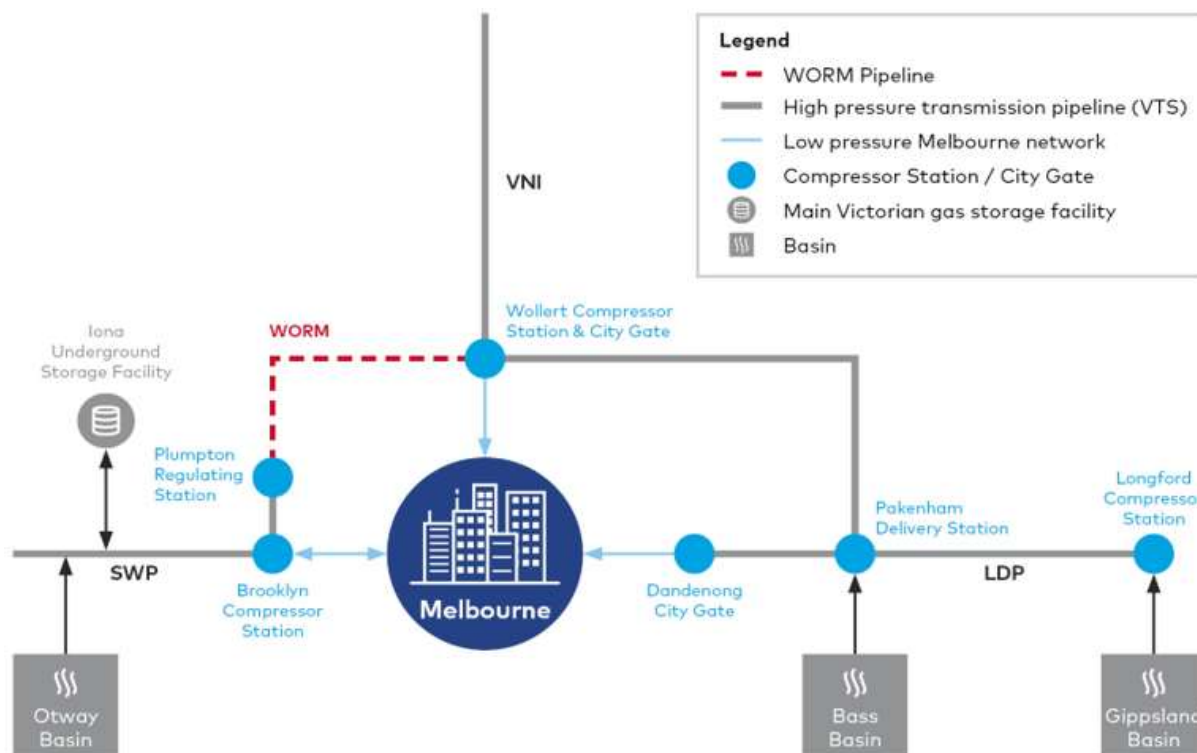 Legend
WORM Pipeline
High pressure transmission pipeline (VTS)
Low pressure Melbourne network
Compressor Station / City Gate
Main Victorian gas storage facility
Basin
VNI
Wollert Compressor
Station & City Gate
WORM
Iona
Underground
Storage Facility
Plumpton
Regulating
Station
SWP
Brooklyn
Compressor
Station
Melbourne
Dandenong
City Gate
Pakenham
Delivery Station
LDP
Longford
Compressor
Station
Otway
Basin
Bass
Basin
Gippsland
Basin